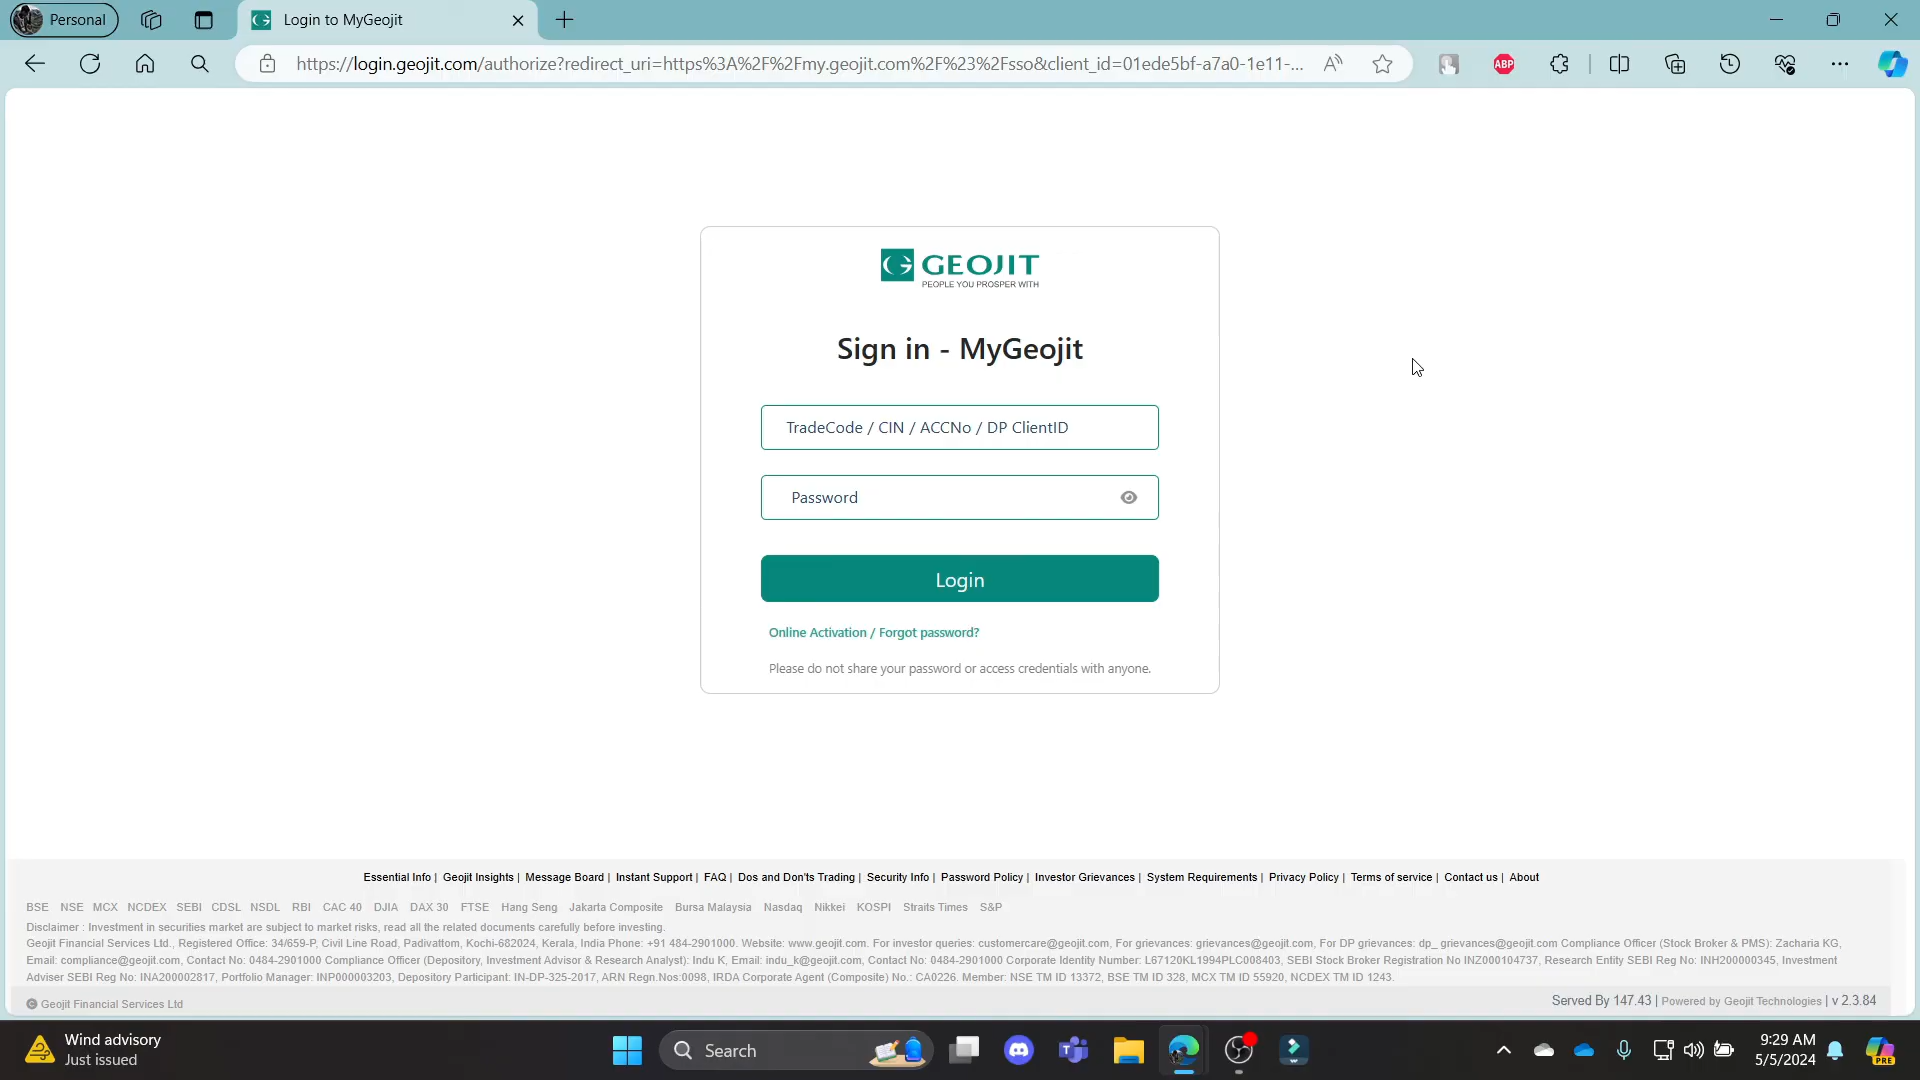 Personal
Login to MyGeojit
https://login.geojit.com/authorize?redirect_uri=https%3A%2F%2Fmy.geojit.com%2F%23%2Fsso&client_id=01ede5bf-a7a0-1e11-...
ABP
GEOJIT
PEOPLE YOU PROSPER WITH
Sign in - MyGeojit
TradeCode / CIN / ACCNo / DP ClientID
Password
Login
Online Activation / Forgot password?
Please do not share your password or access credentials with anyone.
Essential Info | Geojit Insights | Message Board | Instant Support | FAQ | Dos and Don'ts Trading | Security Info | Password Policy | Investor Grievances | System Requirements | Privacy Policy | Terms of service | Contact us | About
BSE NSE MCX NCDEX SEBI CDSL NSDL RBI CAC 40 DJIA DAX 30 FTSE Hang Seng Jakarta Composite Bursa Malaysia Nasdaq Nikkei KOSPI Straits Times S&P
Disclaimer : Investment in securities market are subject to market risks, read all the related documents carefully before investing.
Geojit Financial Services Ltd., Registered Office: 34/659-P, Civil Line Road, Padivattom, Kochi-682024, Kerala, India Phone: +91 484-2901000. Website: www.geojit.com. For investor queries: customercare@geojit.com, For grievances: grievances@geojit.com, For DP grievances: dp_grievances@geojit.com Compliance Officer (Stock Broker & PMS): Zacharia KG,
Email: compliance@geojit.com, Contact No: 0484-2901000 Compliance Officer (Depository, Investment Advisor & Research Analyst): Indu K, Email: indu_k@geojit.com, Contact No: 0484-2901000 Corporate Identity Number: L67120KL1994PLC008403, SEBI Stock Broker Registration No INZ000104737, Research Entity SEBI Reg No: INH200000345, Investment
Adviser SEBI Reg No: INA200002817, Portfolio Manager: INP000003203, Depository Participant: IN-DP-325-2017, ARN Regn.Nos:0098, IRDA Corporate Agent (Composite) No.: CA0226. Member: NSE TM ID 13372, BSE TM ID 328, MCX TM ID 55920, NCDEX TM ID 1243.
© Geojit Financial Services Ltd
Served By 147.43 | Powered by Geojit Technologies | v 2.3.84
Wind advisory
Just issued
Search
9:29 AM
5/5/2024
PRE